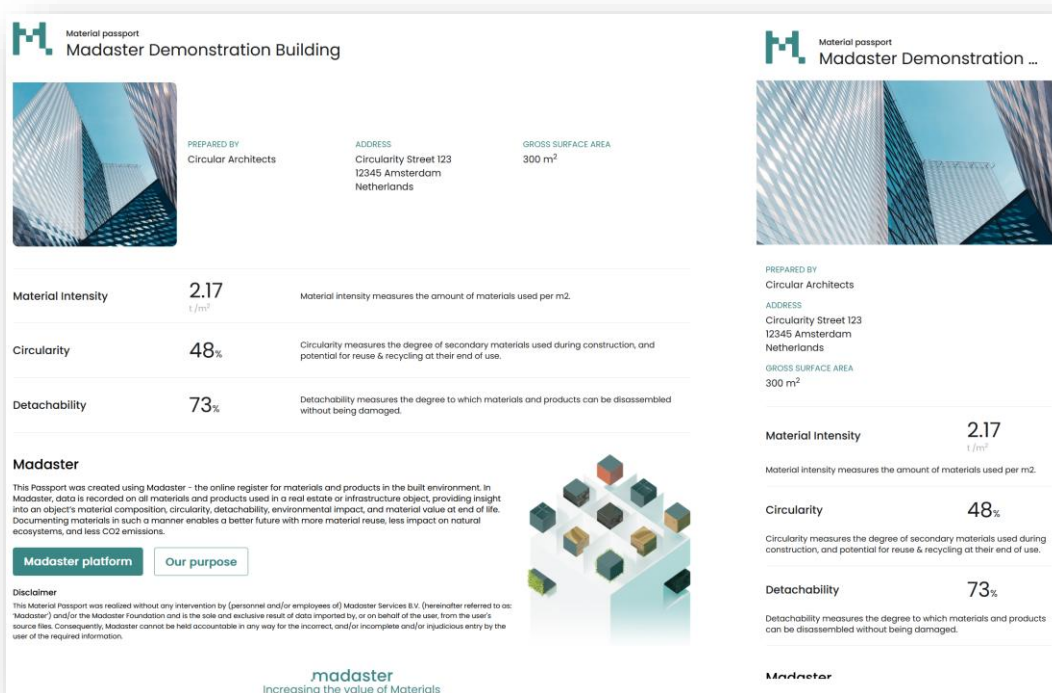 Material passport
Madaster Demonstration Building
PREPARED BY
Circular Architects
ADDRESS
Circularity Street 123
12345 Amsterdam
Netherlands
GROSS SURFACE AREA
300 m²
Material Intensity
2.17
t/m²
Material intensity measures the amount of materials used per m2.
Circularity
48%
Circularity measures the degree of secondary materials used during construction, and
potential for reuse & recycling at their end of use.
Detachability
73%
Detachability measures the degree to which materials and products can be disassembled
without being damaged.
Madaster
This Passport was created using Madaster - the online register for materials and products in the built environment. In
Madaster, data is recorded on all materials and products used in a real estate or infrastructure object, providing insight
into an object's material composition, circularity, detachability, environmental impact, and material value at end of life.
Documenting materials in such a manner enables a better future with more material reuse, less impact on natural
ecosystems, and less CO2 emissions.
Madaster platform
Our purpose
Disclaimer
This Material Passport was realized without any intervention by (personnel and/or employees of) Madaster Services B.V. (hereinafter referred to as:
'Madaster') and/or the Madaster Foundation and is the sole and exclusive result of data imported by, or on behalf of the user, from the user's
source files. Consequently, Madaster cannot be held accountable in any way for the incorrect, and/or incomplete and/or injudicious entry by the
user of the required information.
madaster
Increasing the value of Materials
Material passport
Madaster Demonstration ...
PREPARED BY
Circular Architects
ADDRESS
Circularity Street 123
12345 Amsterdam
Netherlands
GROSS SURFACE AREA
300 m²
Material Intensity
2.17
t/m²
Material intensity measures the amount of materials used per m2.
Circularity
48%
Circularity measures the degree of secondary materials used during
construction, and potential for reuse & recycling at their end of use.
Detachability
73%
Detachability measures the degree to which materials and products
can be disassembled without being damaged.
Madaster